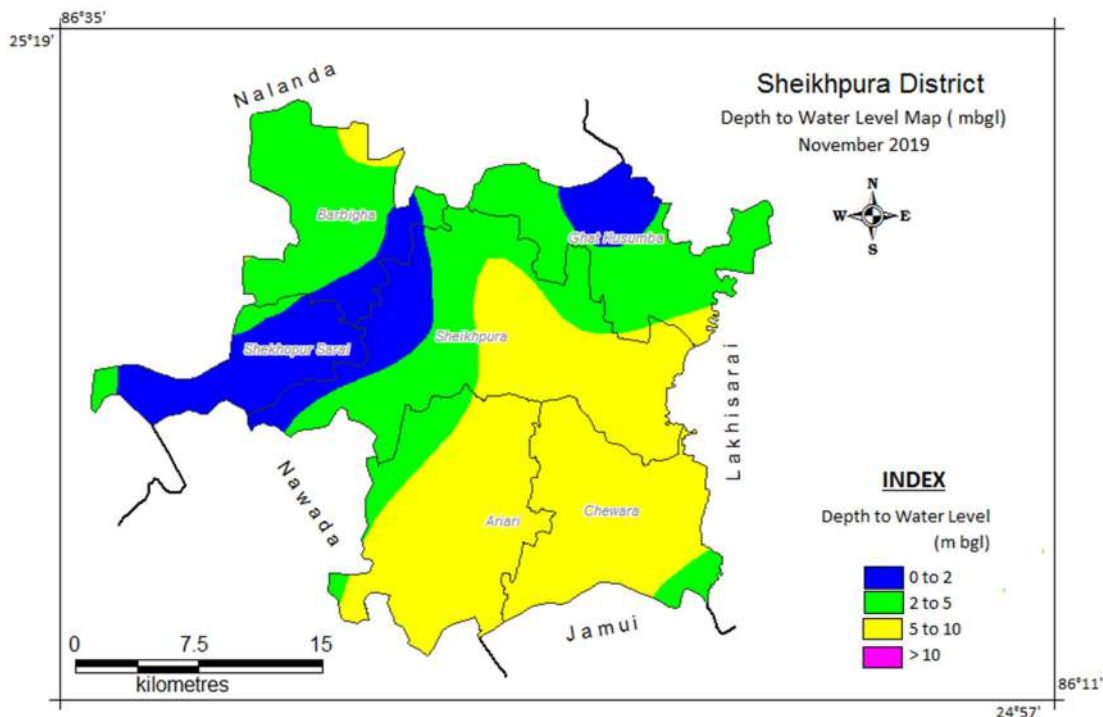 86°35'
25°19'
Nalanda
Sheikhpura District
Depth to Water Level Map ( mbgl)
November 2019
N
W E
S
Barbigha
Ghat Kusumba
Sheikhpura
Shekhopur Sarai
Lakhisarai
Nawada
Ariari
Chewara
Jamui
INDEX
Depth to Water Level
(m bgl)
0 to 2
2 to 5
5 to 10
> 10
0 7.5 15
kilometres
86°11'
24°57'